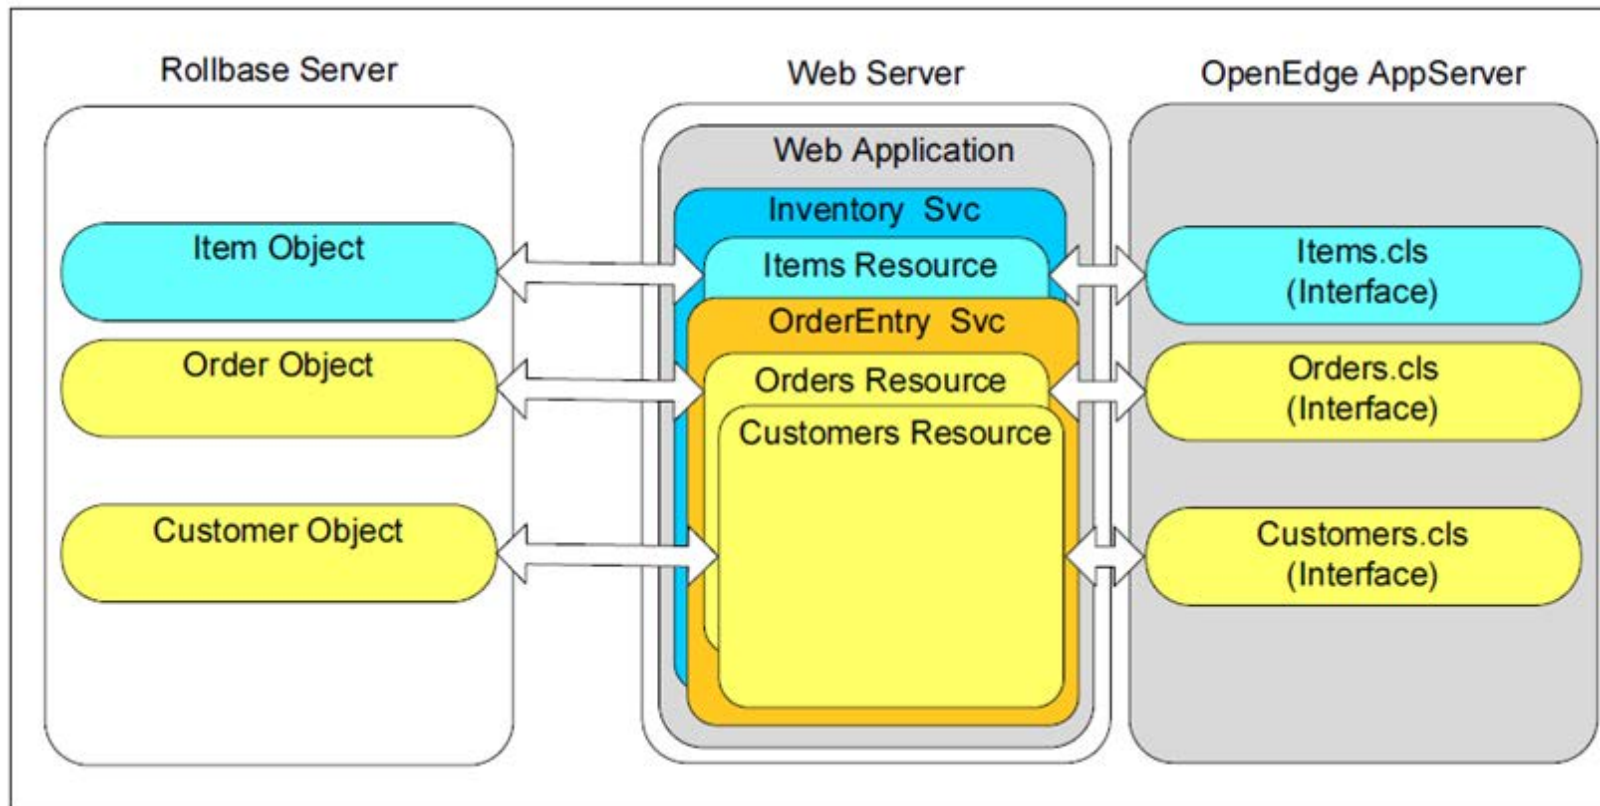 Rollbase Server
Web Server
OpenEdge AppServer
Web Application
Inventory Svc
Item Object
Items Resource
Items.cls
(Interface)
OrderEntry Svc
Order Object
Orders Resource
Orders.cls
(Interface)
Customers Resource
Customer Object
Customers.cls
(Interface)